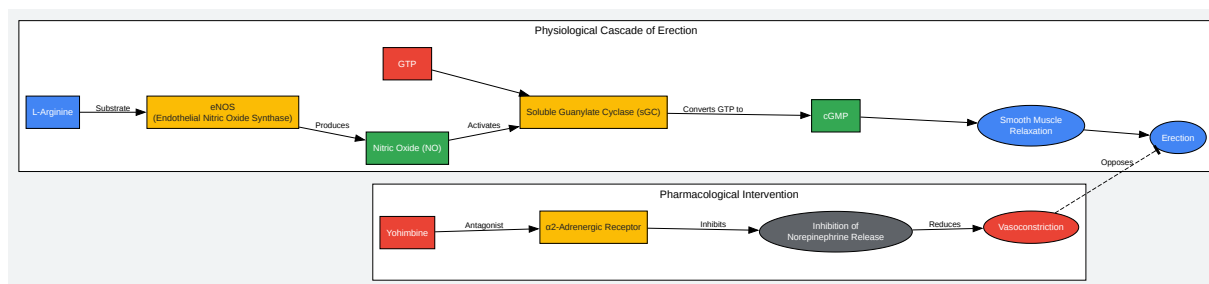 Physiological Cascade of Erection
GTP
L-Arginine
Substrate
eNOS
(Endothelial Nitric Oxide Synthase)
Produces
Nitric Oxide (NO)
Activates
Soluble Guanylate Cyclase (sGC)
Converts GTP to
cGMP
Smooth Muscle
Relaxation
Erection
Opposes
Pharmacological Intervention
Yohimbine
Antagonist
α2-Adrenergic Receptor
Inhibits
Inhibition of
Norepinephrine Release
Reduces
Vasoconstriction